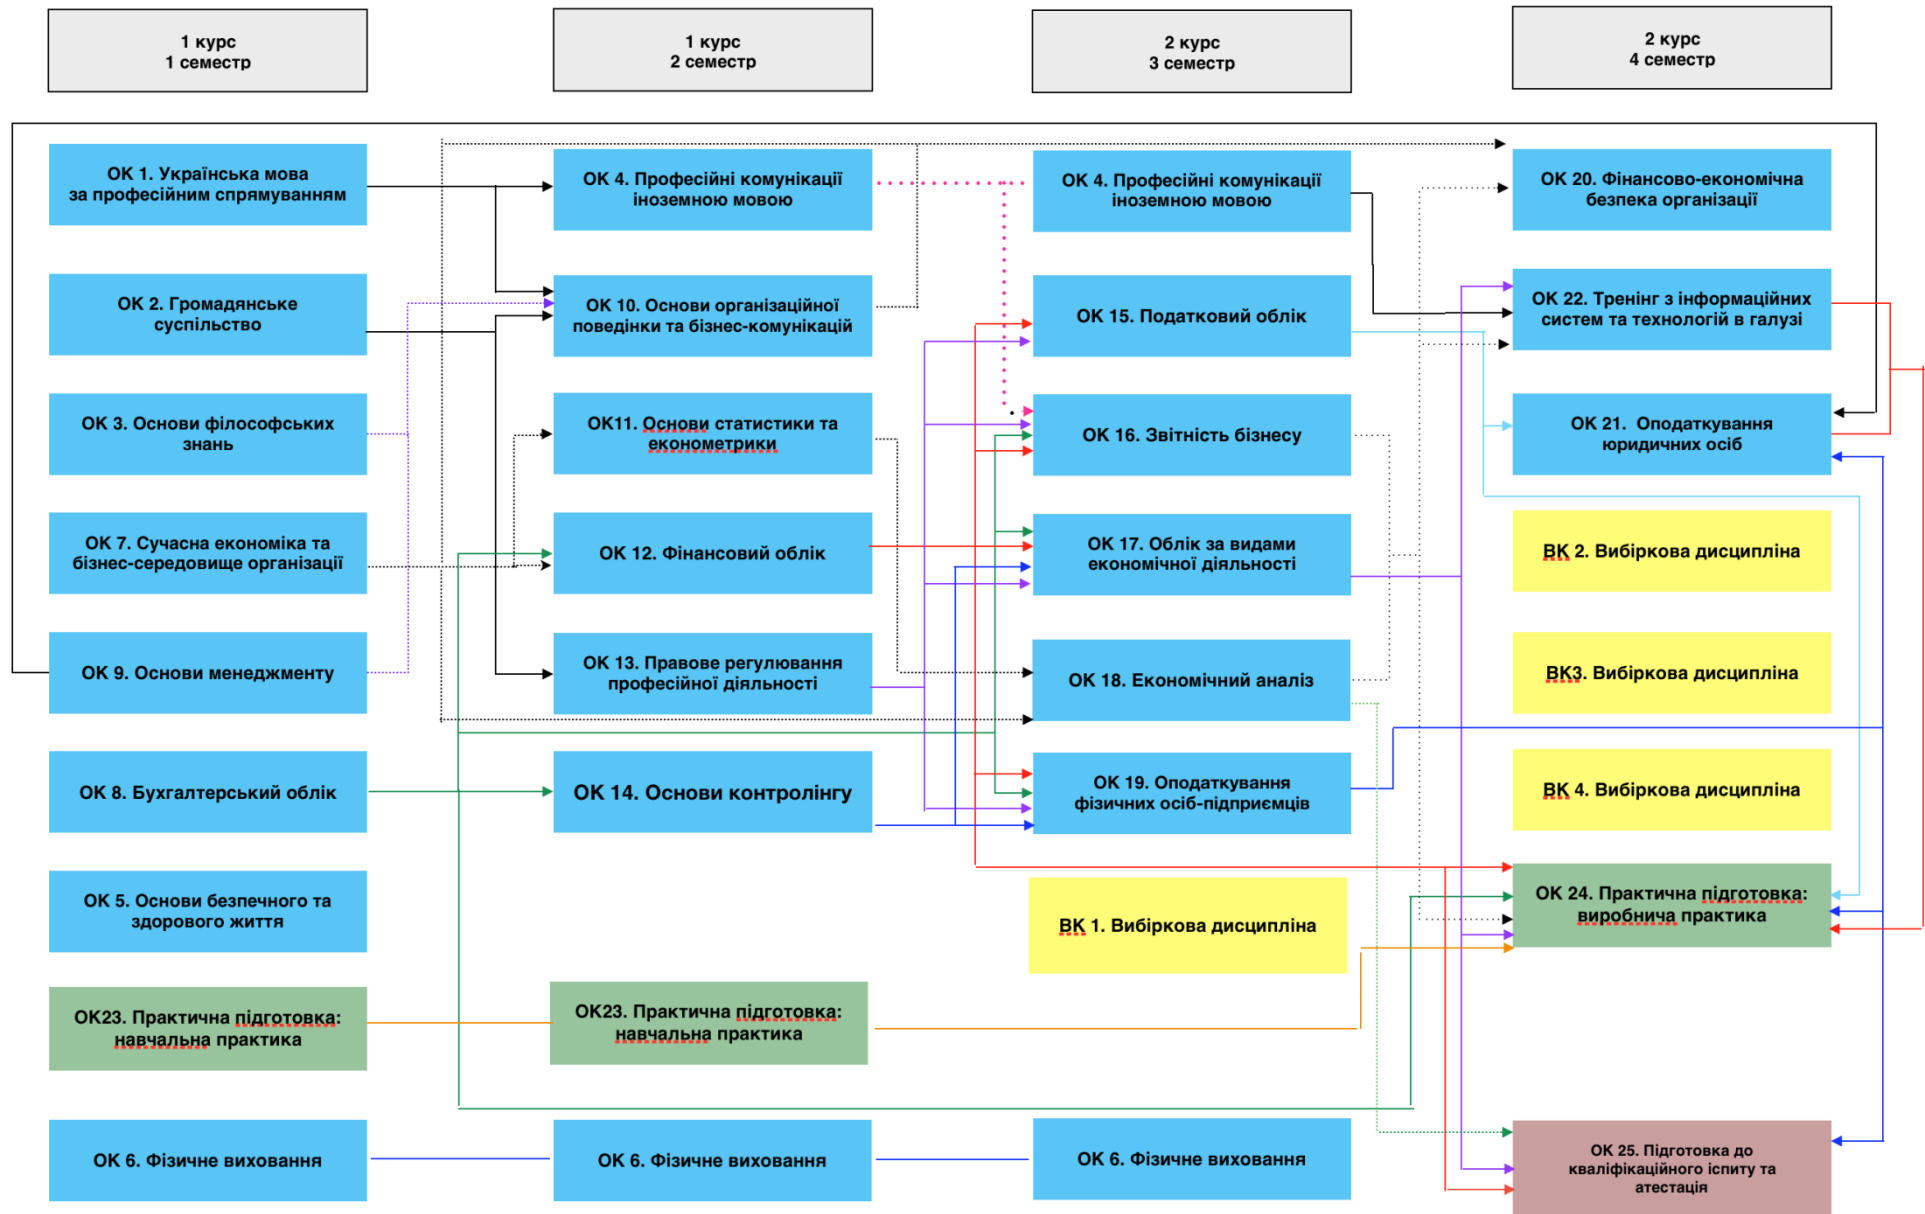 1 курс
1 семестр
1 курс
2 семестр
2 курс
3 семестр
2 курс
4 семестр
ОК 1. Українська мова
за професійним спрямуванням
ОК 2. Громадянське
суспільство
ОК 3. Основи філософських
знань
ОК 7. Сучасна економіка та
бізнес-середовище організації
ОК 9. Основи менеджменту
ОК 8. Бухгалтерський облік
ОК 5. Основи безпечного та
здорового життя
ОК23. Практична підготовка:
навчальна практика
ОК 6. Фізичне виховання
ОК 4. Професійні комунікації
іноземною мовою
ОК 10. Основи організаційної
поведінки та бізнес-комунікацій
ОК11. Основи статистики та
економетрики
ОК 12. Фінансовий облік
ОК 13. Правове регулювання
професійної діяльності
ОК 14. Основи контролінгу
ОК23. Практична підготовка:
навчальна практика
ОК 6. Фізичне виховання
ОК 4. Професійні комунікації
іноземною мовою
ОК 15. Податковий облік
ОК 16. Звітність бізнесу
ОК 17. Облік за видами
економічної діяльності
ОК 18. Економічний аналіз
ОК 19. Оподаткування
фізичних осіб-підприємців
ВК 1. Вибіркова дисципліна
ОК 6. Фізичне виховання
ОК 20. Фінансово-економічна
безпека організації
ОК 22. Тренінг з інформаційних
систем та технологій в галузі
ОК 21. Оподаткування
юридичних осіб
ВК 2. Вибіркова дисципліна
ВК3. Вибіркова дисципліна
ВК 4. Вибіркова дисципліна
ОК 24. Практична підготовка:
виробнича практика
ОК 25. Підготовка до
кваліфікаційного іспиту та
атестація